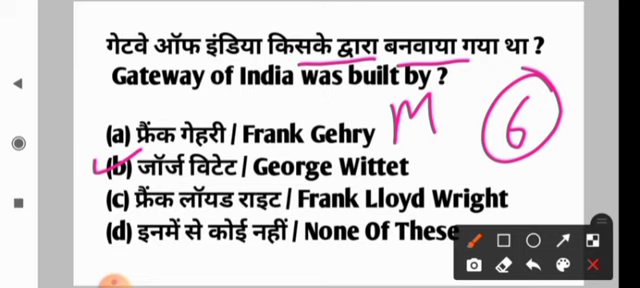 गेटवे ऑफ इंडिया किसके द्वारा बनवाया गया था ?
Gateway of India was built by ?
(a) फ्रैंक गेहरी / Frank Gehry M 6
(b) जॉर्ज विटेट / George Wittet
(c) फ्रैंक लॉयड राइट / Frank Lloyd Wright
(d) इनमें से कोई नहीं / None Of These